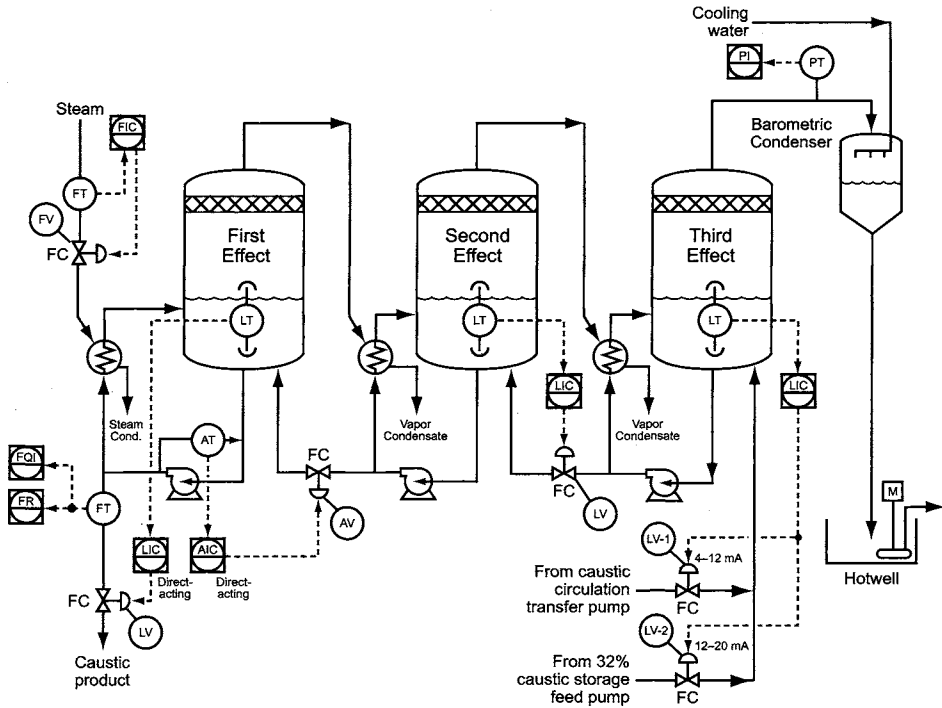 Cooling
water
PI
PT
Steam
FIC
Barometric
Condenser
FT
FV
FC
First
Effect
Second
Effect
Third
Effect
LT
LT
LT
LIC
LIC
Steam
Cond.
Vapor
Condensate
Vapor
Condensate
AT
FQI
FR
FT
FC
FC
AV
LV
M
LIC
AIC
Direct-
acting
Direct-
acting
LV-1
4–12 mA
From caustic
circulation
transfer pump
FC
Hotwell
FC
LV
LV-2
12–20 mA
Caustic
product
From 32%
caustic storage
feed pump
FC